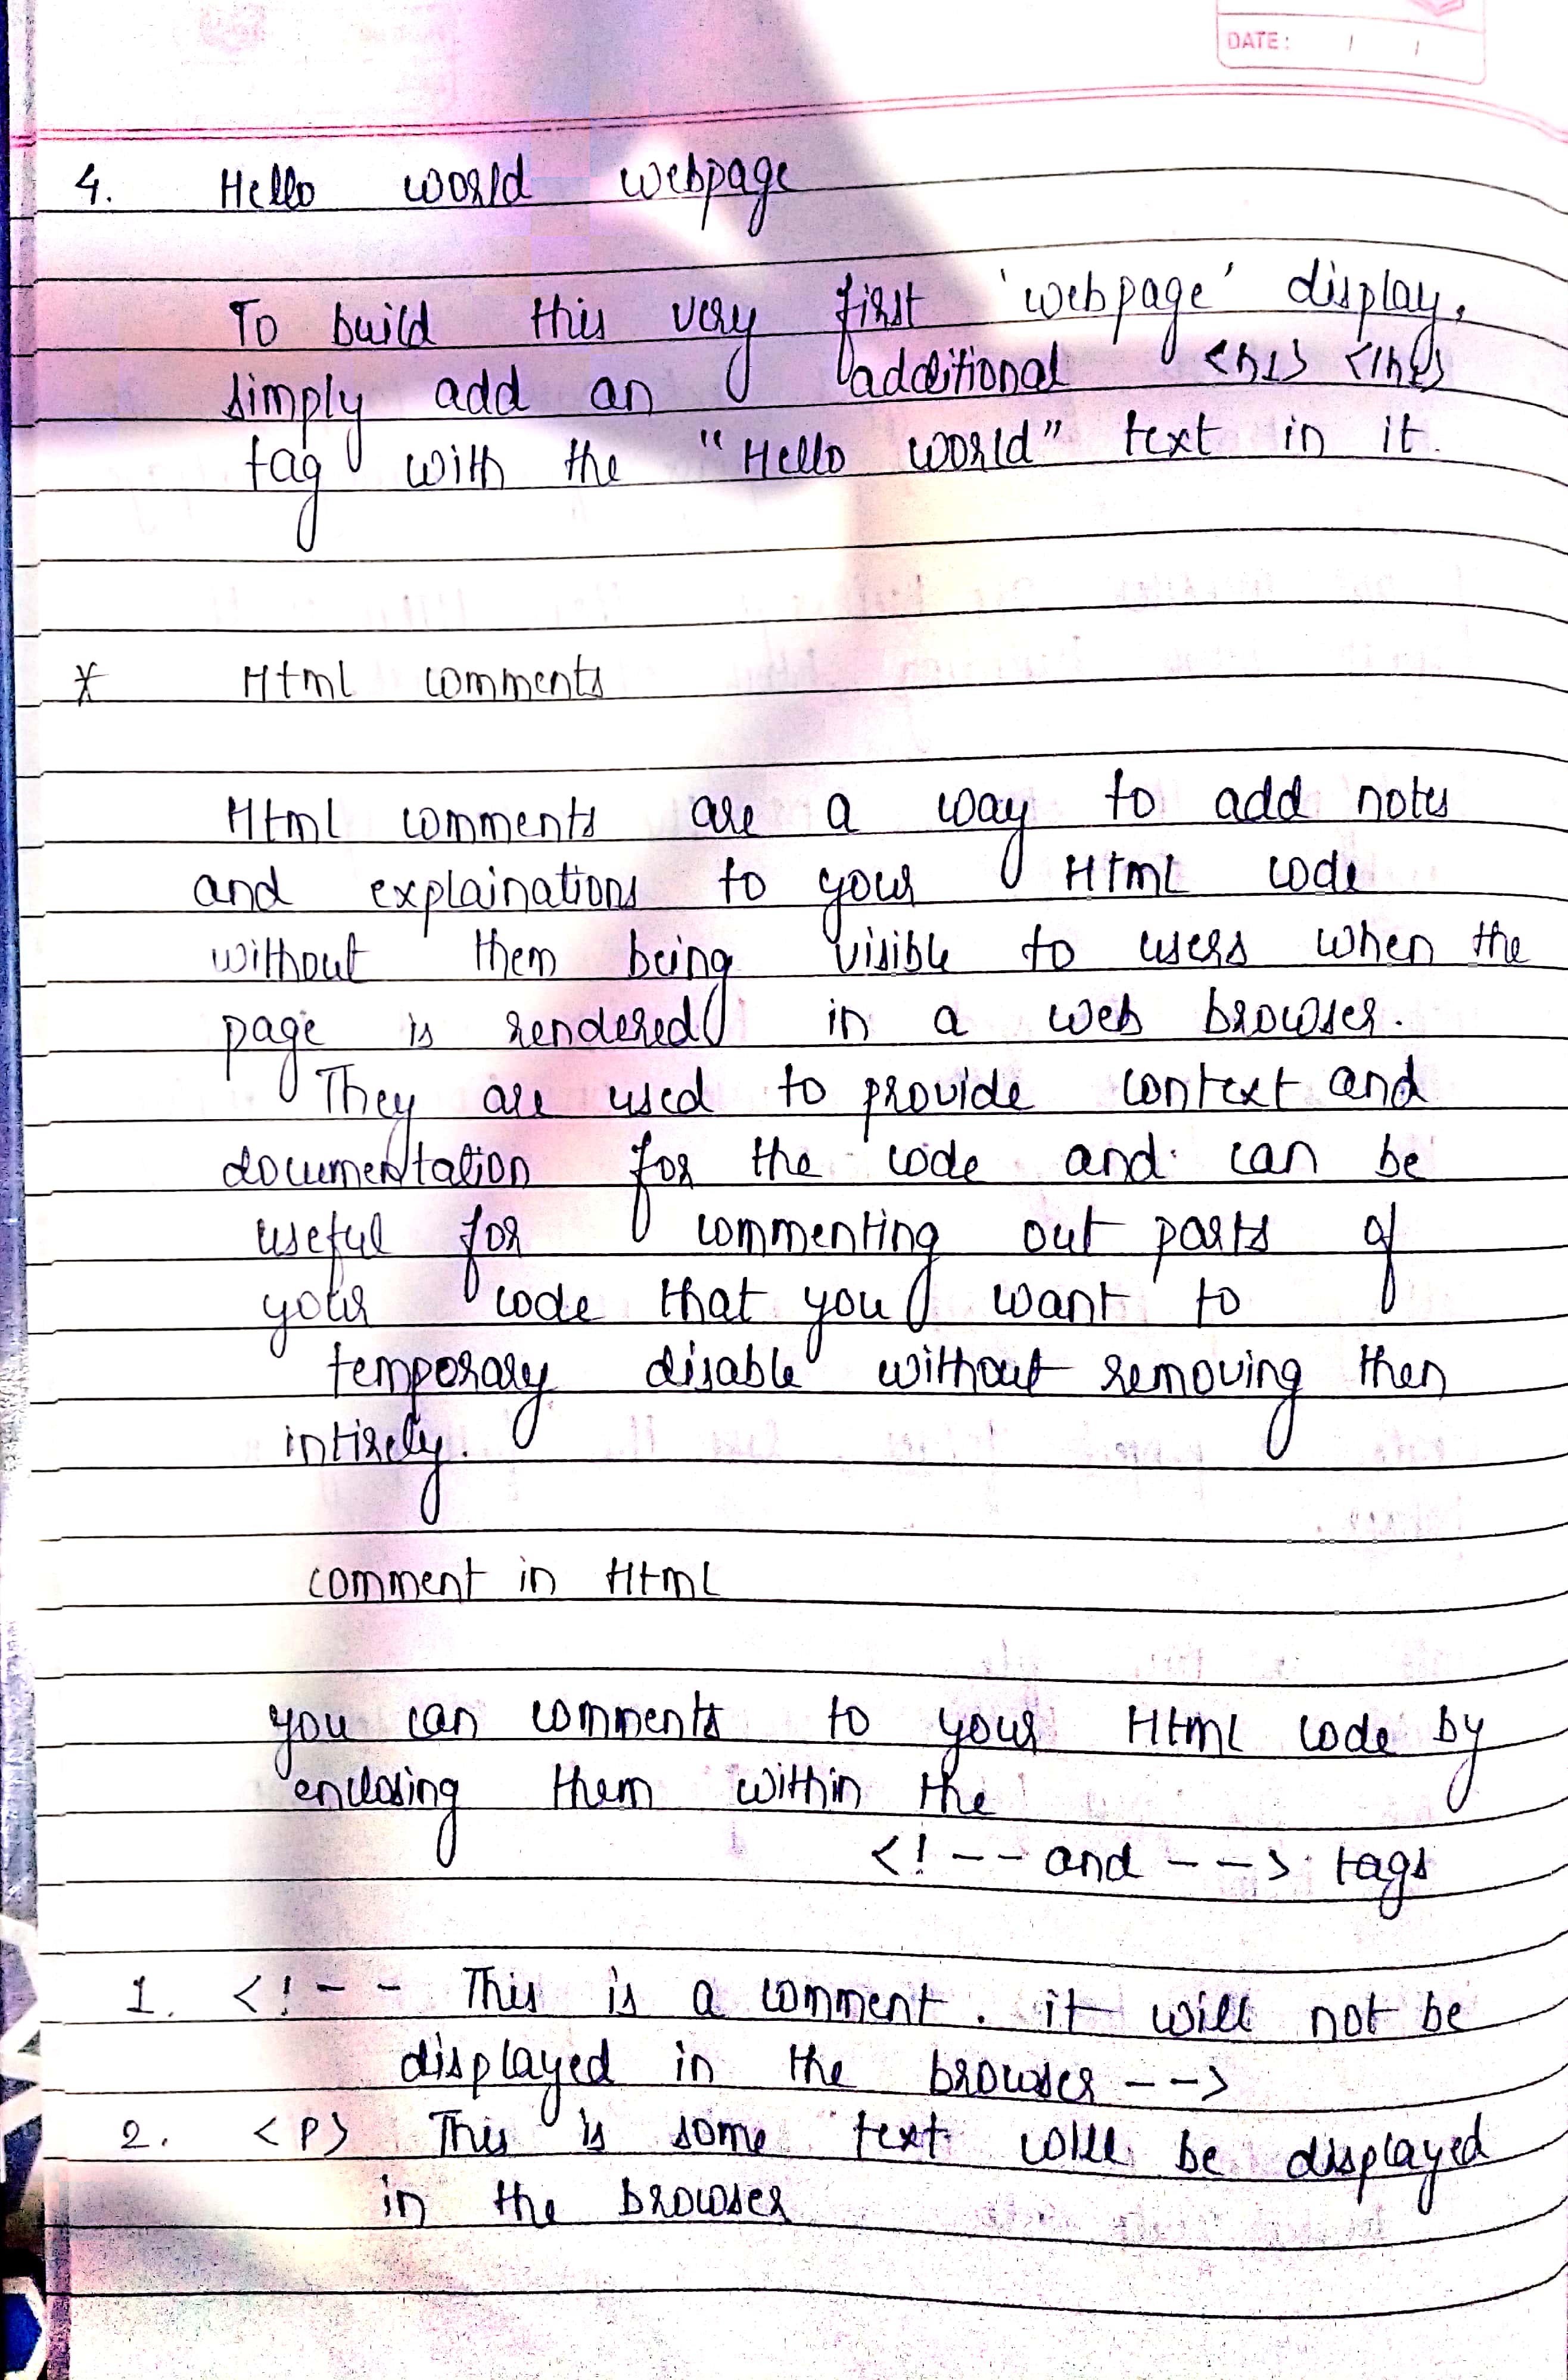 DATE: / /
4. Hello world webpage
To build this very first 'webpage' display,
simply add an additional <h1> </h1>
tag with the "Hello world" text in it.
* Html comments
Html comments are a way to add notes
and explainations to your Html code
without them being visible to users when the
page is rendered in a web browser.
They are used to provide context and
documentation for the code and can be
useful for commenting out parts of
your code that you want to
temporary disable without removing then
intirely.
comment in Html
you can comments to your Html code by
enclosing them within the
<!-- and --> tags
1. <!-- This is a comment. it will not be
displayed in the browser -->
2. <P> This is some text will be displayed
in the browser